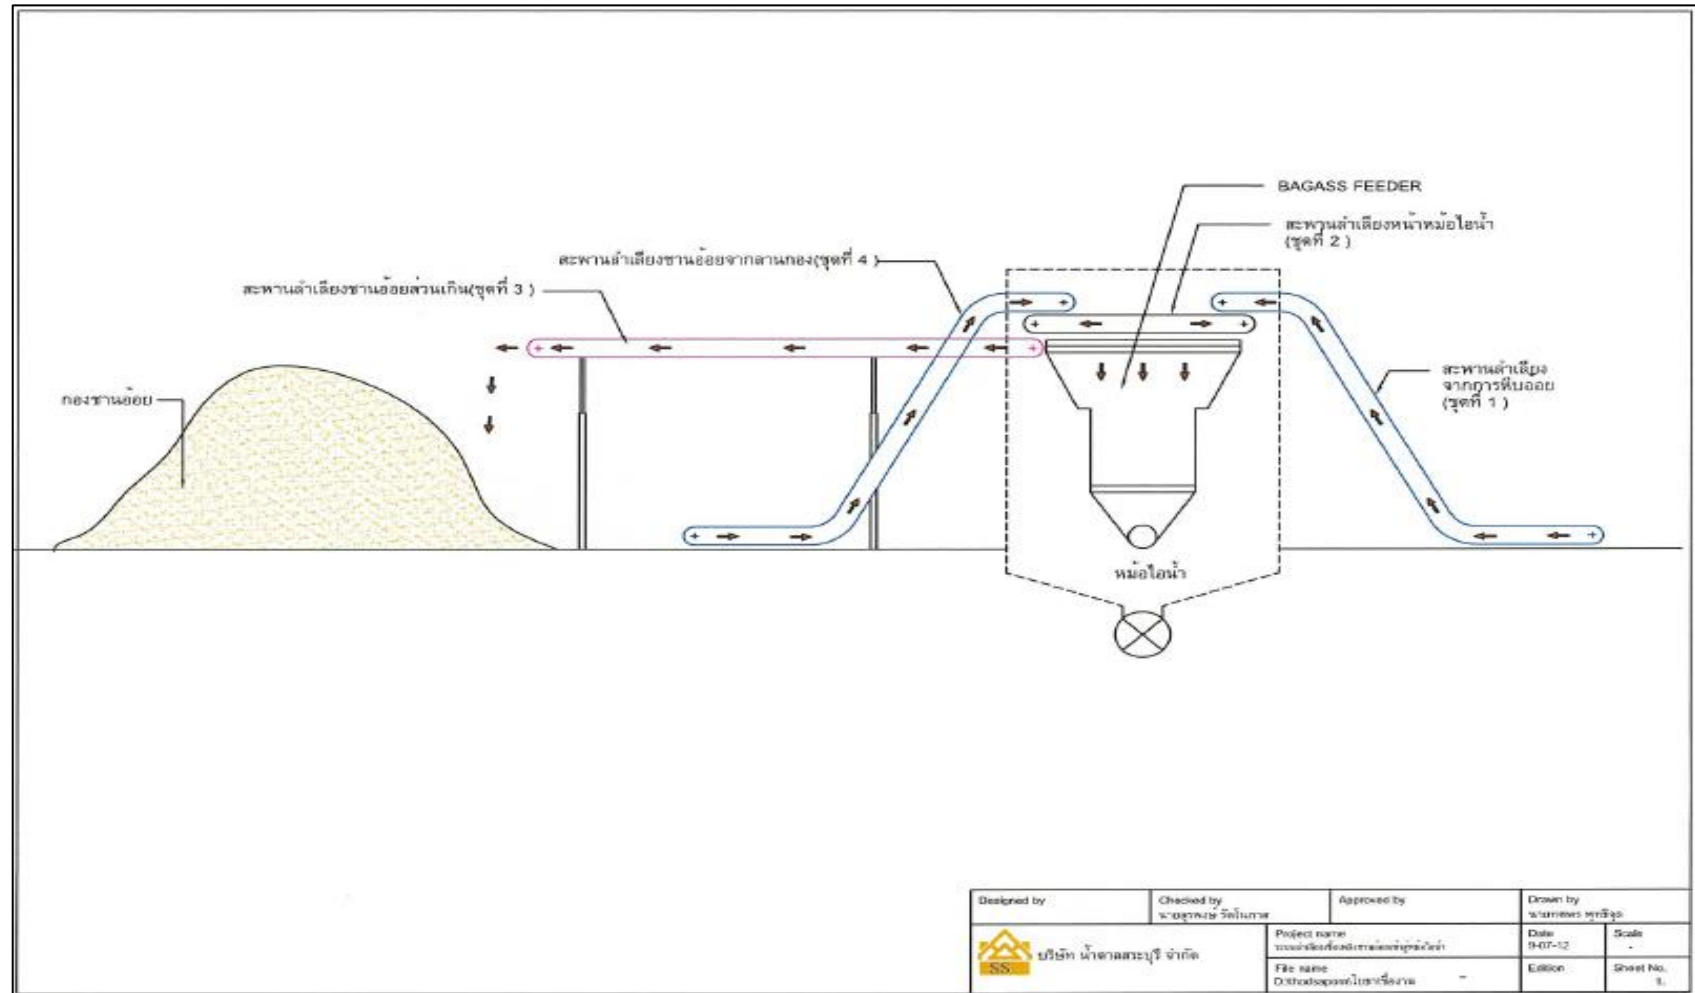 BAGASS FEEDER
สะพานลำเลียงหน้าหม้อไอน้ำ
(ชุดที่ 2 )
สะพานลำเลียงชานอ้อยจากลานกอง(ชุดที่ 4 )
สะพานลำเลียงชานอ้อยส่วนเกิน(ชุดที่ 3 )
สะพานลำเลียง
จากการหีบอ้อย
(ชุดที่ 1 )
กองชานอ้อย
หม้อไอน้ำ
Designed by
Checked by
Approved by
Drawn by
SS
บริษัท น้ำตาลสระบุรี จำกัด
Project name
Date
9-07-12
Scale
-
File name
Edition
Sheet No.
1.